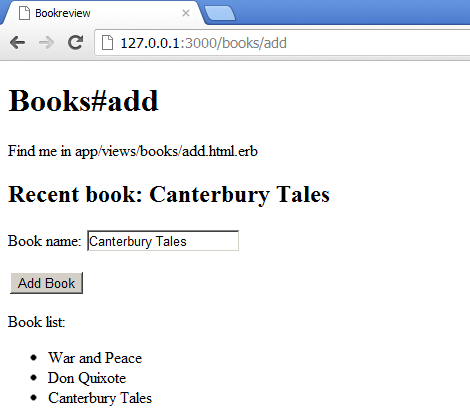 Bookreview
127.0.0.1:3000/books/add
Books#add
Find me in app/views/books/add.html.erb
Recent book: Canterbury Tales
Book name: Canterbury Tales
Add Book
Book list:
War and Peace
Don Quixote
Canterbury Tales